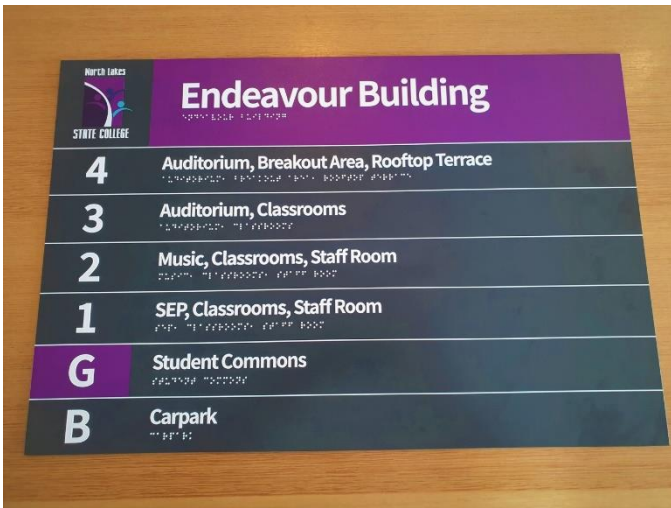 North Lakes
STATE COLLEGE
Endeavour Building
4 Auditorium, Breakout Area, Rooftop Terrace
3 Auditorium, Classrooms
2 Music, Classrooms, Staff Room
1 SEP, Classrooms, Staff Room
G Student Commons
B Carpark